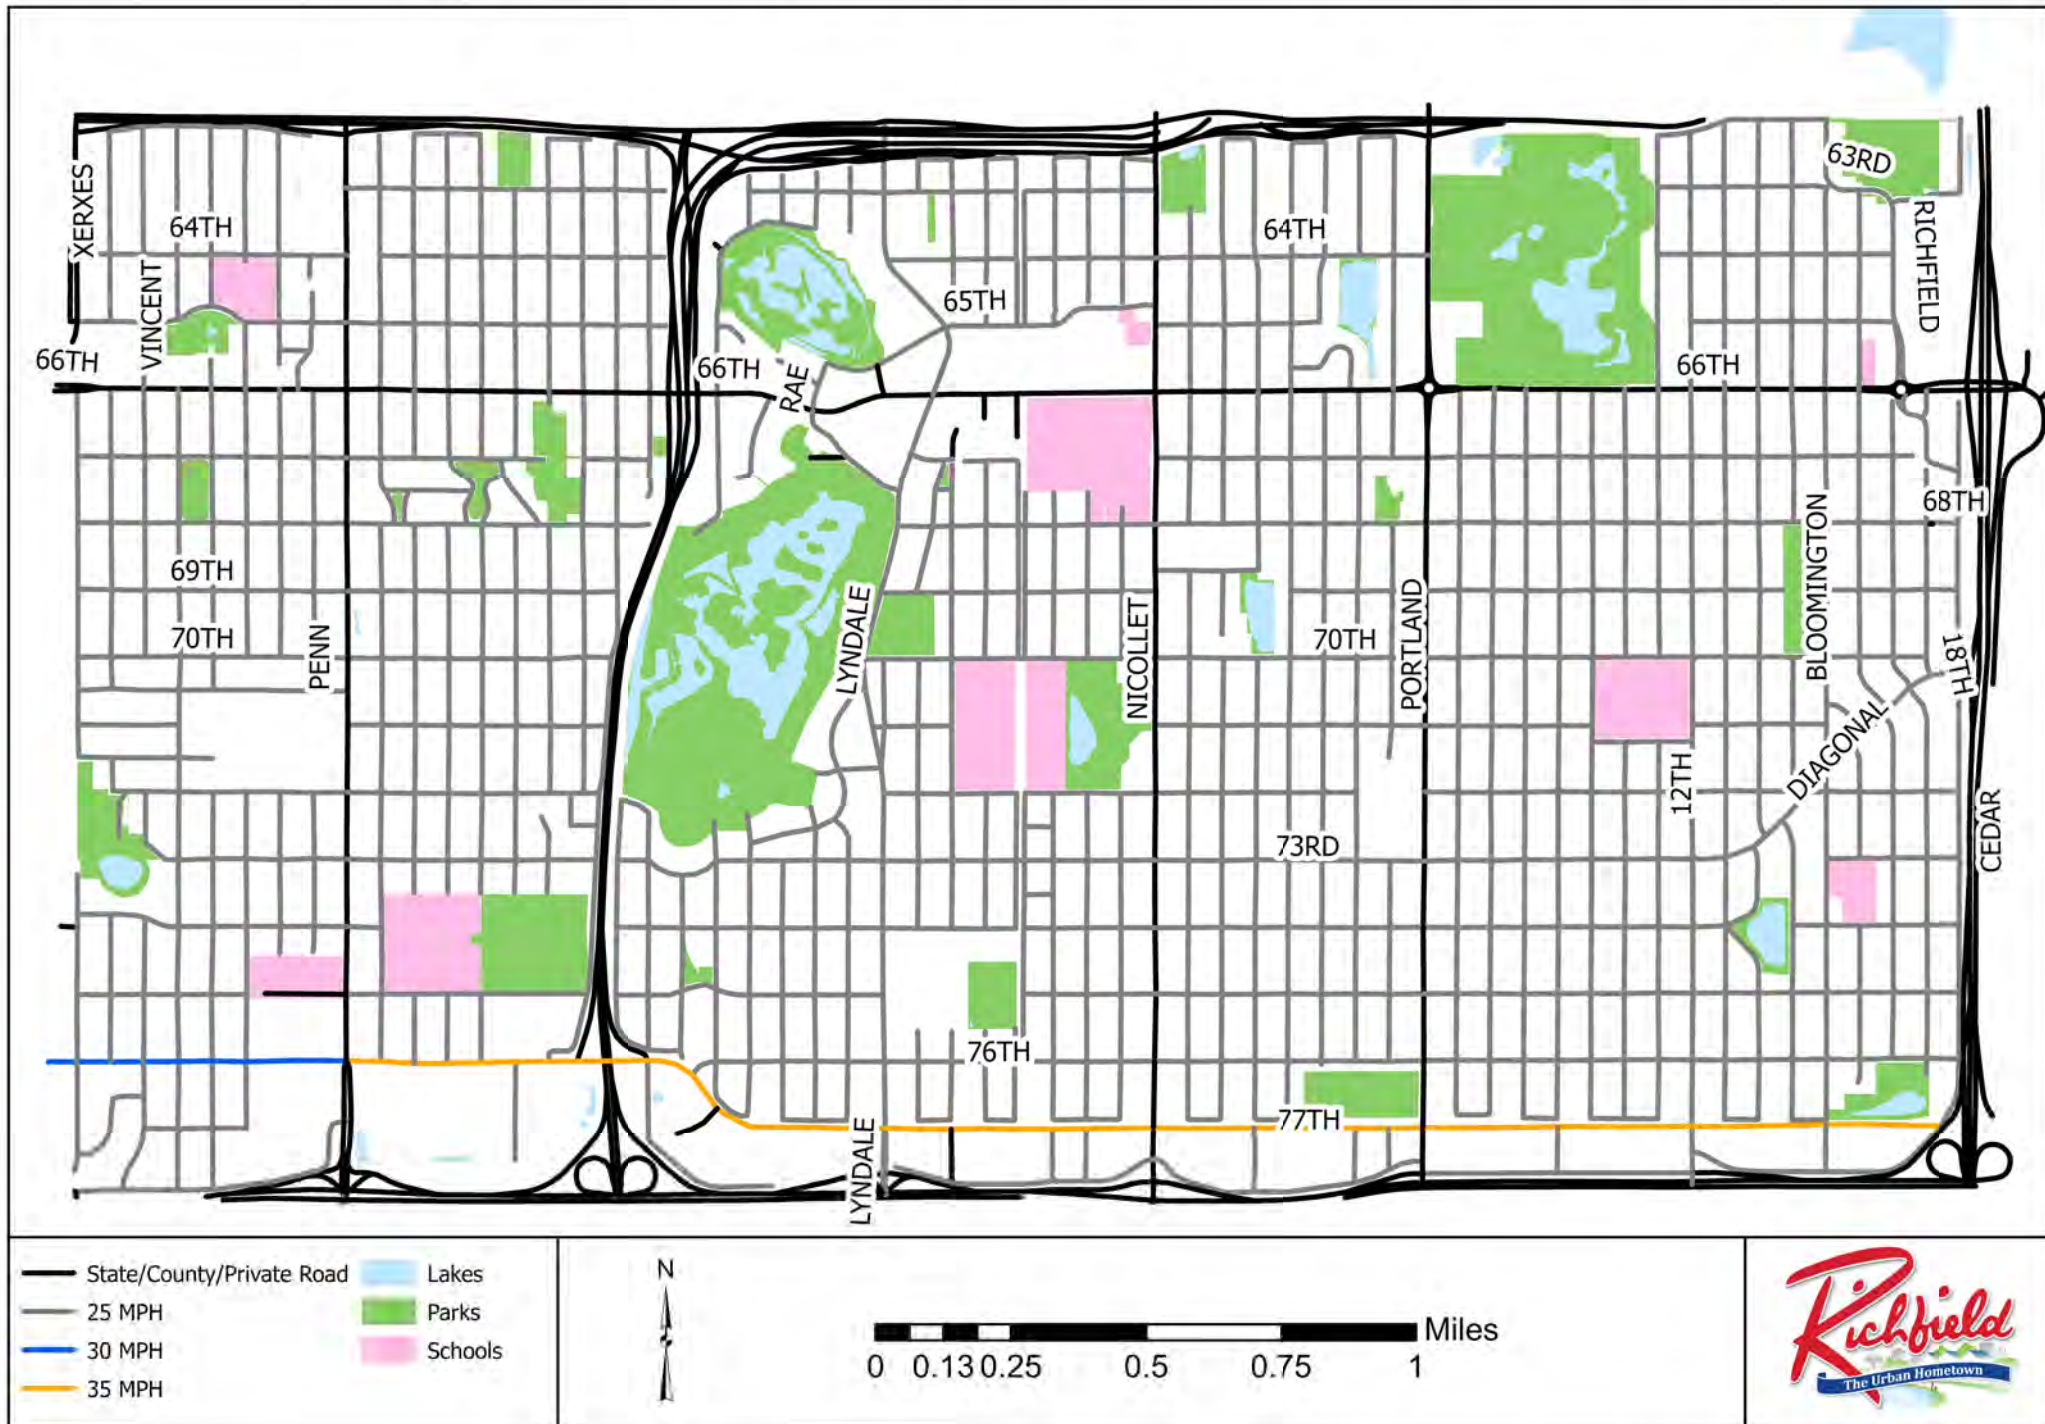 63RD
XERXES
64TH
64TH
RICHFIELD
VINCENT
65TH
66TH
66TH
RAE
66TH
68TH
BLOOMINGTON
69TH
LYNDALE
PORTLAND
NICOLLET
70TH
PENN
70TH
18TH
DIAGONAL
12TH
73RD
CEDAR
76TH
77TH
LYNDALE
State/County/Private Road
25 MPH
30 MPH
35 MPH
Lakes
Parks
Schools
N
Miles
0 0.13 0.25 0.5 0.75 1
Richfield
The Urban Hometown